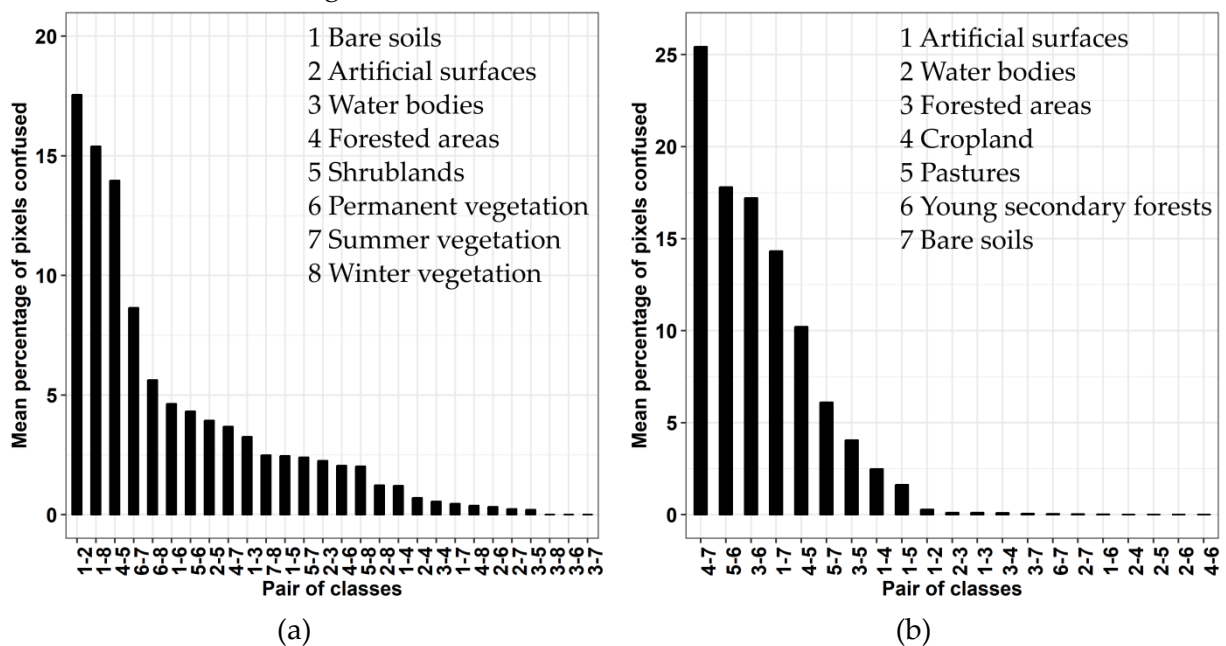 20
15
10
5
0
Mean percentage of pixels confused
1 Bare soils
2 Artificial surfaces
3 Water bodies
4 Forested areas
5 Shrublands
6 Permanent vegetation
7 Summer vegetation
8 Winter vegetation
1-2
1-8
4-5
6-7
6-8
1-6
5-6
2-5
4-7
1-3
7-8
1-5
5-7
2-3
4-6
5-8
2-8
1-4
2-4
3-4
1-7
4-8
2-6
2-7
3-5
3-8
3-6
3-7
Pair of classes
(a)
25
20
15
10
5
0
Mean percentage of pixels confused
1 Artificial surfaces
2 Water bodies
3 Forested areas
4 Cropland
5 Pastures
6 Young secondary forests
7 Bare soils
4-7
5-6
3-6
1-7
4-5
5-7
3-5
1-4
1-5
1-2
2-3
1-3
3-4
3-7
6-7
2-7
1-6
2-4
2-5
2-6
4-6
Pair of classes
(b)